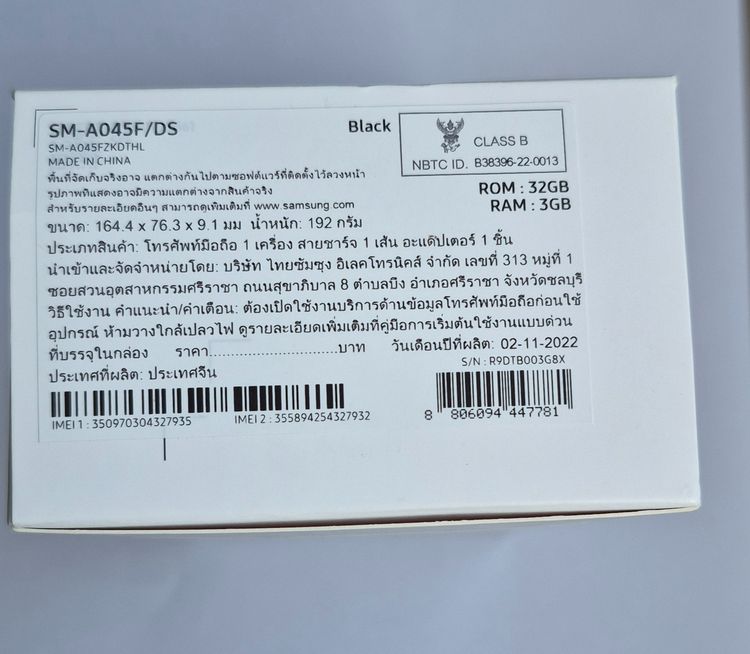 SM-A045F/DS
Black
SM-A045FZKDTHL
MADE IN CHINA
CLASS B
NBTC ID. B38396-22-0013
พื้นที่จัดเก็บจริงอาจ แตกต่างกันไปตามซอฟต์แวร์ที่ติดตั้งไว้ล่วงหน้า
รูปภาพที่แสดงอาจมีความแตกต่างจากสินค้าจริง
สำหรับรายละเอียดอื่นๆ สามารถดูเพิ่มเติมที่ www.samsung.com
ROM : 32GB
RAM : 3GB
ขนาด: 164.4 x 76.3 x 9.1 มม น้ำหนัก: 192 กรัม
ประเภทสินค้า: โทรศัพท์มือถือ 1 เครื่อง สายชาร์จ 1 เส้น อะแด๊ปเตอร์ 1 ชิ้น
นำเข้าและจัดจำหน่ายโดย: บริษัท ไทยซัมซุง อิเลคโทรนิคส์ จำกัด เลขที่ 313 หมู่ที่ 1
ซอยสวนอุตสาหกรรมศรีราชา ถนนสุขาภิบาล 8 ตำบลบึง อำเภอศรีราชา จังหวัดชลบุรี
วิธีใช้งาน คำแนะนำ/คำเตือน: ต้องเปิดใช้งานบริการด้านข้อมูลโทรศัพท์มือถือก่อนใช้
อุปกรณ์ ห้ามวางใกล้เปลวไฟ ดูรายละเอียดเพิ่มเติมที่คู่มือการเริ่มต้นใช้งานแบบด่วน
ที่บรรจุในกล่อง ราคา..............................บาท วันเดือนปีที่ผลิต: 02-11-2022
ประเทศที่ผลิต: ประเทศจีน
S/N : R9DTB003G8X
IMEI 1 : 350970304327935
IMEI 2 : 355894254327932
8 806094 447781